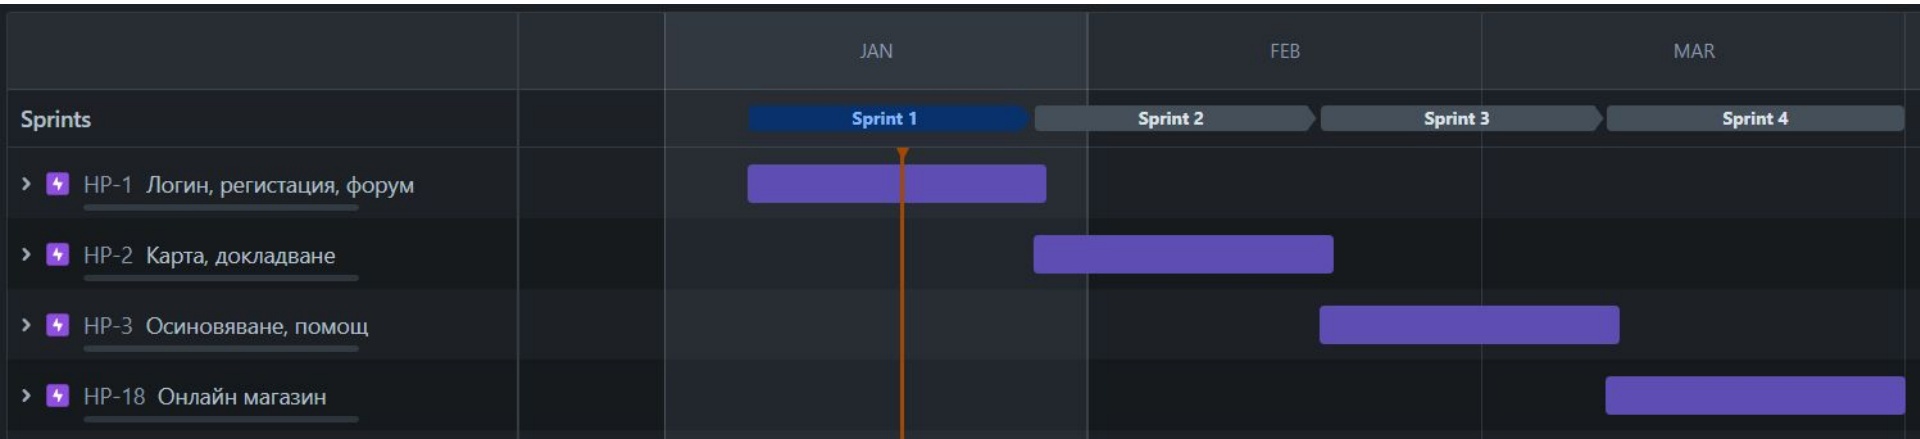 JAN FEB MAR
Sprints Sprint 1 Sprint 2 Sprint 3 Sprint 4
HP-1 Логин, регистация, форум
HP-2 Карта, докладване
HP-3 Осиновяване, помощ
HP-18 Онлайн магазин